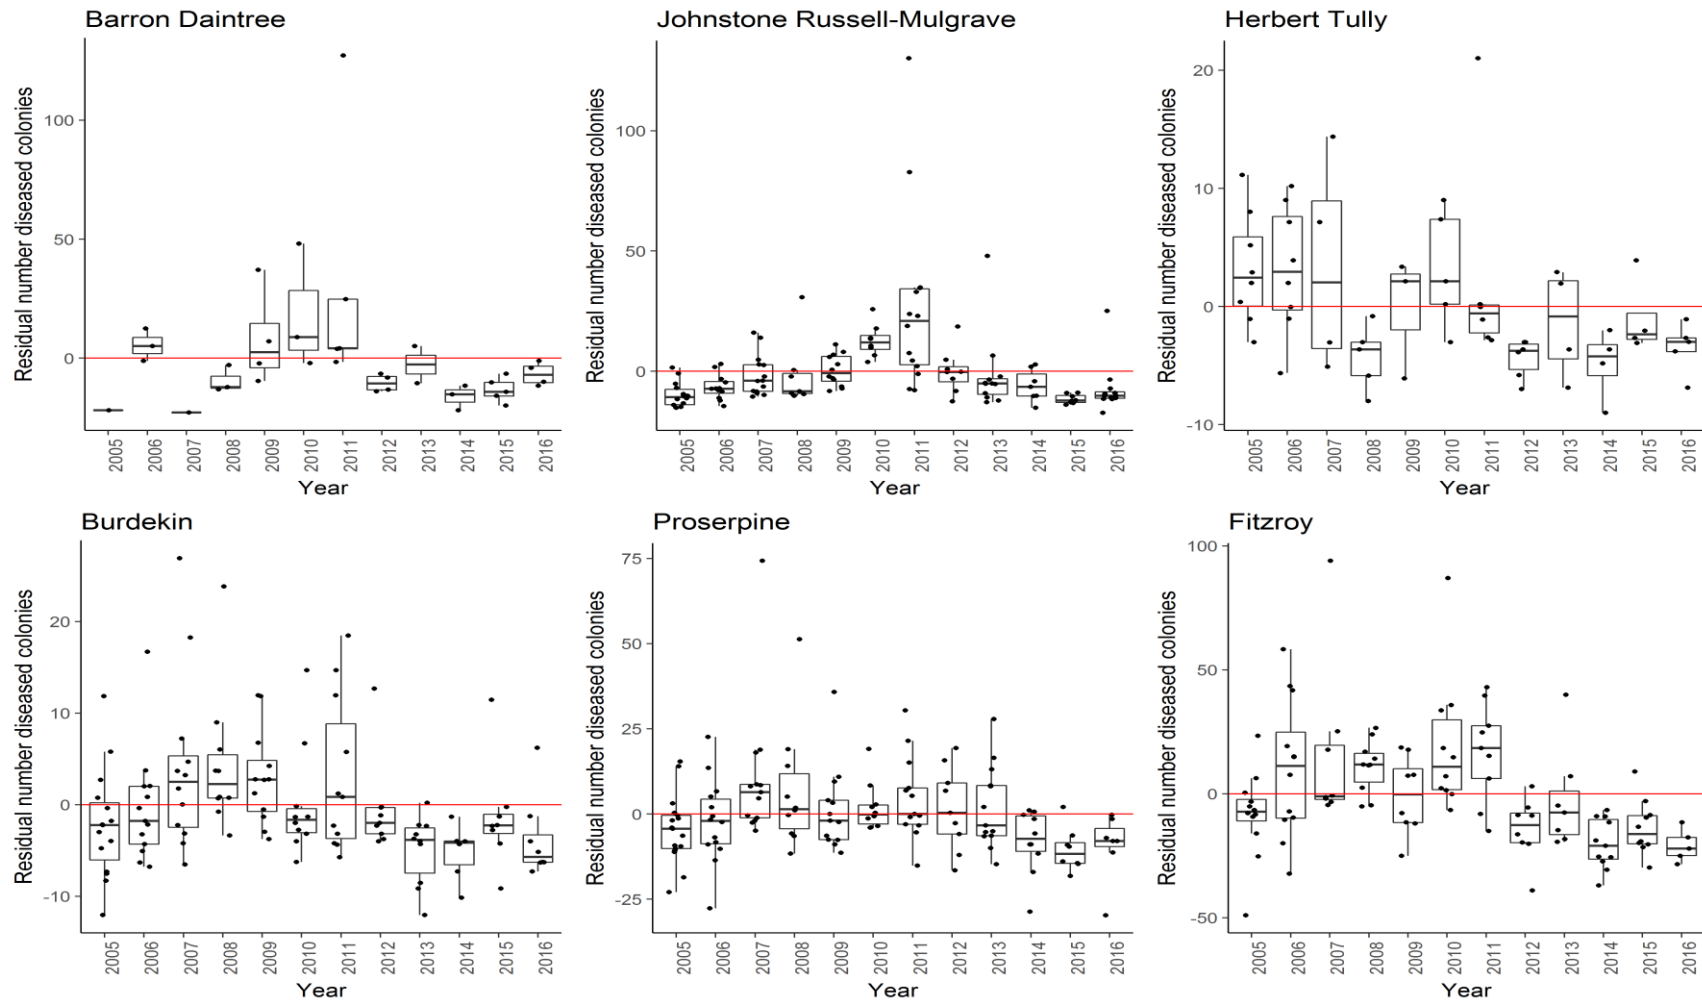 Barron Daintree
Residual number diseased colonies
100
50
0
2005 2006 2007 2008 2009 2010 2011 2012 2013 2014 2015 2016
Year
Johnstone Russell-Mulgrave
Residual number diseased colonies
100
50
0
2005 2006 2007 2008 2009 2010 2011 2012 2013 2014 2015 2016
Year
Herbert Tully
Residual number diseased colonies
20
10
0
-10
2005 2006 2007 2008 2009 2010 2011 2012 2013 2014 2015 2016
Year
Burdekin
Residual number diseased colonies
20
10
0
-10
2005 2006 2007 2008 2009 2010 2011 2012 2013 2014 2015 2016
Year
Proserpine
Residual number diseased colonies
75
50
25
0
-25
2005 2006 2007 2008 2009 2010 2011 2012 2013 2014 2015 2016
Year
Fitzroy
Residual number diseased colonies
100
50
0
-50
2005 2006 2007 2008 2009 2010 2011 2012 2013 2014 2015 2016
Year